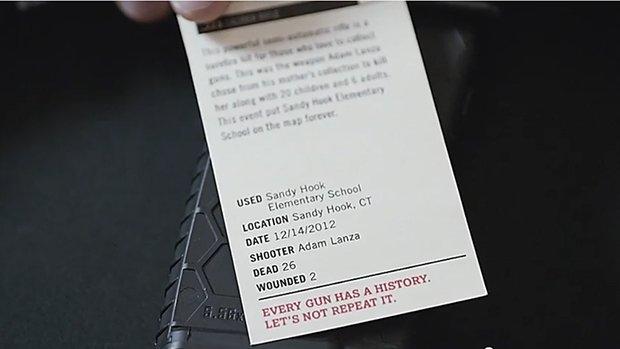 This powerful semi-automatic rifle is a
surefire hit for those who love to collect
guns. This was the weapon Adam Lanza
chose from his mother's collection to kill
her along with 20 children and 6 adults.
This event put Sandy Hook Elementary
School on the map forever.
USED Sandy Hook
Elementary School
LOCATION Sandy Hook, CT
DATE 12/14/2012
SHOOTER Adam Lanza
DEAD 26
WOUNDED 2
EVERY GUN HAS A HISTORY.
LET'S NOT REPEAT IT.